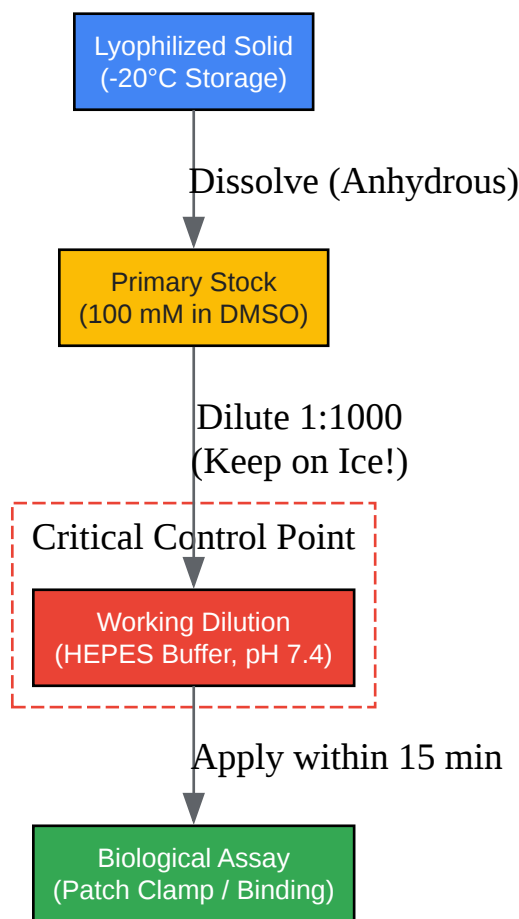 Lyophilized Solid
(-20°C Storage)
Dissolve (Anhydrous)
Primary Stock
(100 mM in DMSO)
Dilute 1:1000
(Keep on Ice!)
Critical Control Point
Working Dilution
(HEPES Buffer, pH 7.4)
Apply within 15 min
Biological Assay
(Patch Clamp / Binding)